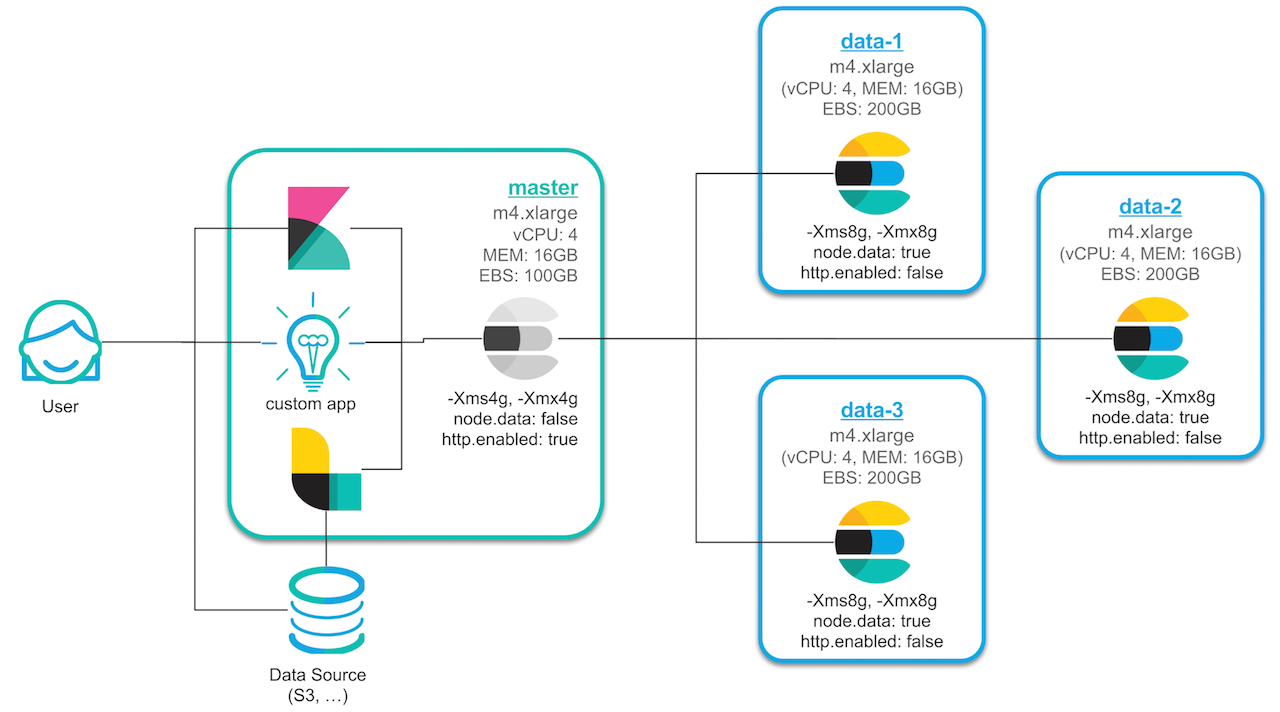 User
custom app
master
m4.xlarge
vCPU: 4
MEM: 16GB
EBS: 100GB
-Xms4g, -Xmx4g
node.data: false
http.enabled: true
Data Source
(S3, …)
data-1
m4.xlarge
(vCPU: 4, MEM: 16GB)
EBS: 200GB
-Xms8g, -Xmx8g
node.data: true
http.enabled: false
data-2
m4.xlarge
(vCPU: 4, MEM: 16GB)
EBS: 200GB
-Xms8g, -Xmx8g
node.data: true
http.enabled: false
data-3
m4.xlarge
(vCPU: 4, MEM: 16GB)
EBS: 200GB
-Xms8g, -Xmx8g
node.data: true
http.enabled: false